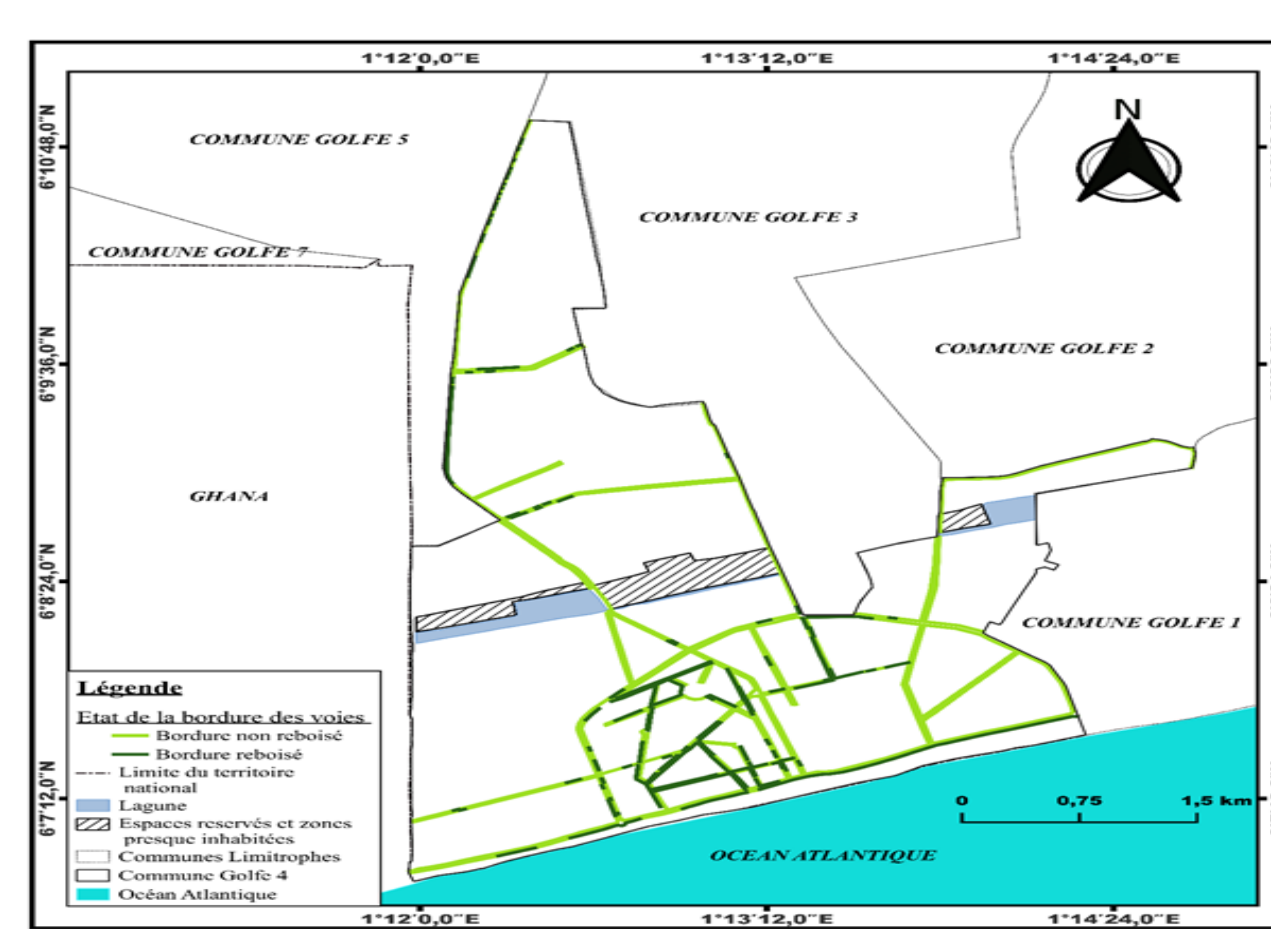 1°12′0,0″E
1°13′12,0″E
1°14′24,0″E
N
6°10′48,0″N
COMMUNE GOLFE 5
COMMUNE GOLFE 3
COMMUNE GOLFE 7
6°9′36,0″N
COMMUNE GOLFE 2
GHANA
6°8′24,0″N
COMMUNE GOLFE 1
Légende
Etat de la bordure des voies
Bordure non reboisé
Bordure reboisé
Limite du territoire
national
Lagune
Espaces reservés et zones
presque inhabitées
Communes Limitrophes
Commune Golfe 4
Océan Atlantique
6°7′12,0″N
0 0,75 1,5 km
OCEAN ATLANTIQUE
1°12′0,0″E
1°13′12,0″E
1°14′24,0″E